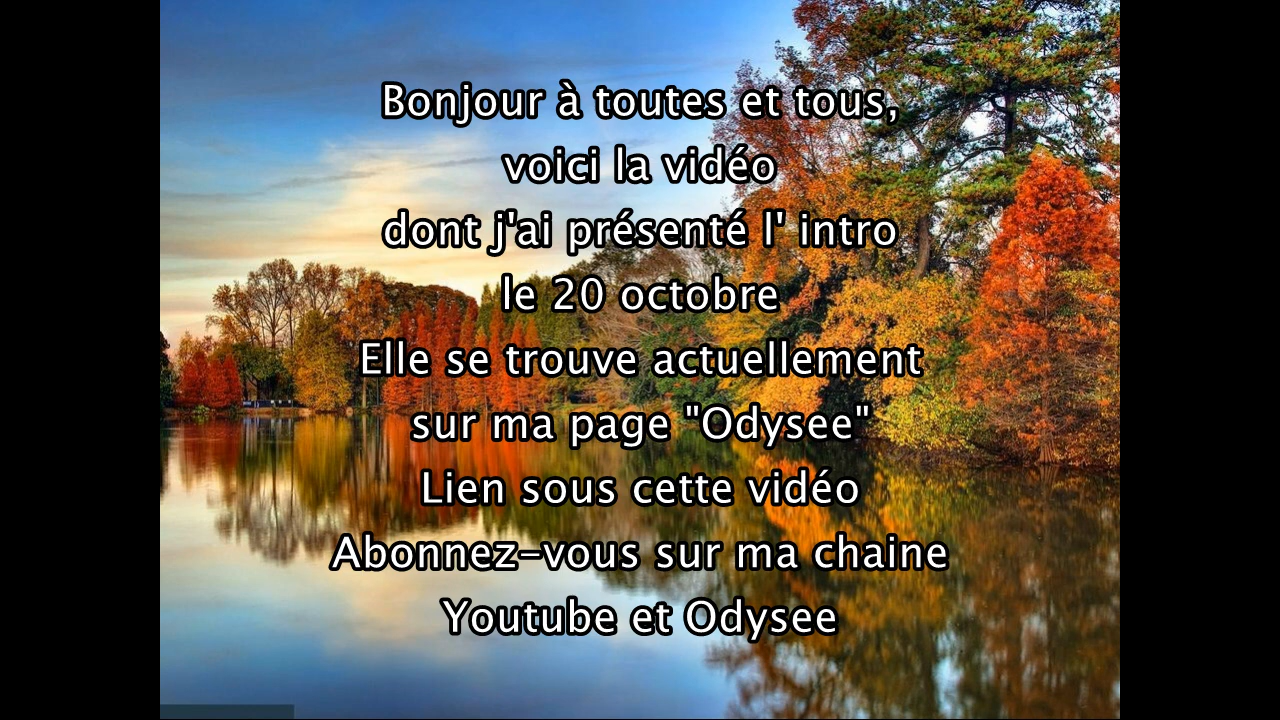 Bonjour à toutes et tous,
voici la vidéo
dont j'ai présenté l' intro
le 20 octobre
Elle se trouve actuellement
sur ma page "Odysee"
Lien sous cette vidéo
Abonnez-vous sur ma chaine
Youtube et Odysee